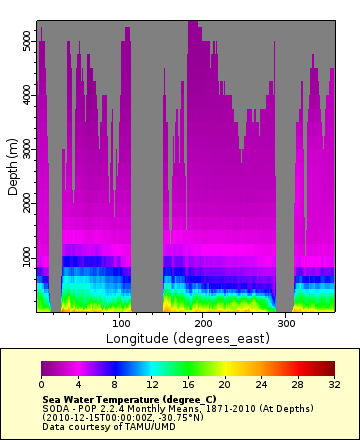 5000
4000
3000
2000
1000
Depth (m)
100
200
300
Longitude (degrees_east)
0
4
8
12
16
20
24
28
32
Sea Water Temperature (degree_C)
SODA - POP 2.2.4 Monthly Means, 1871-2010 (At Depths)
(2010-12-15T00:00:00Z, -30.75°N)
Data courtesy of TAMU/UMD